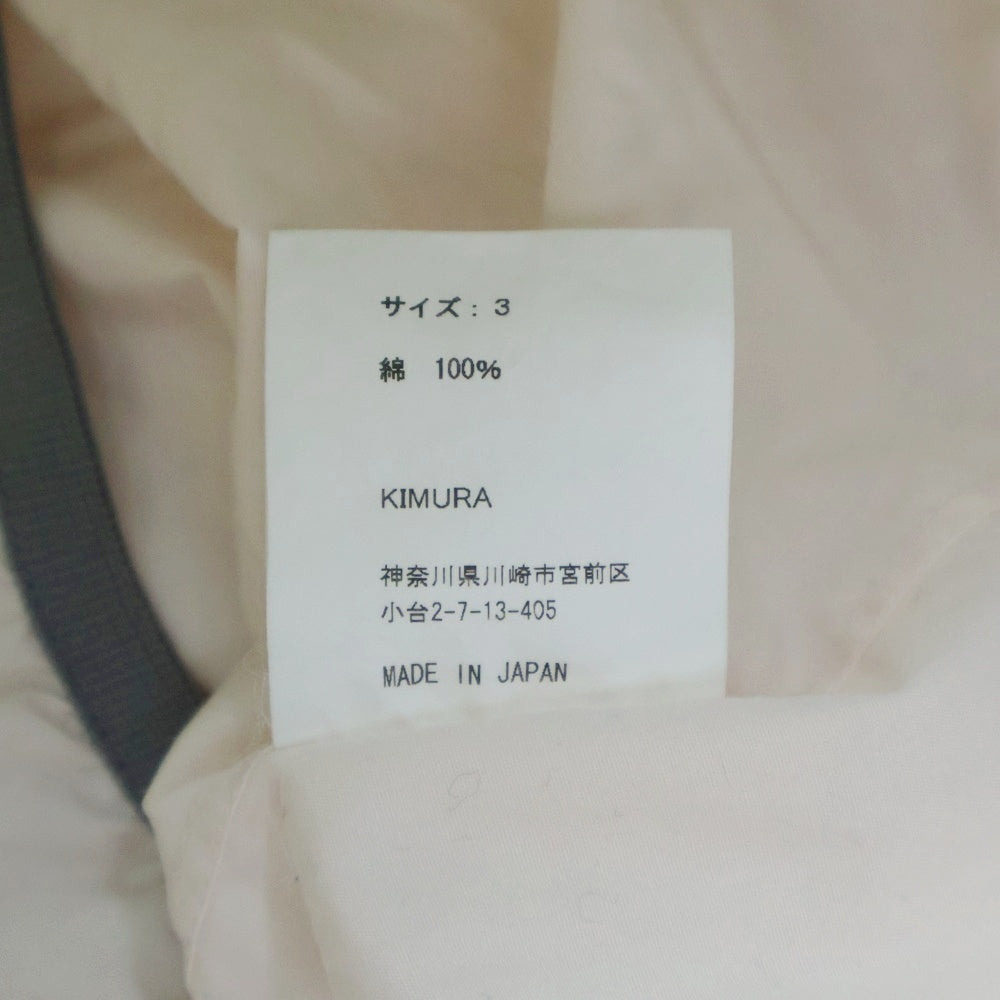 サイズ: 3
綿 100%
KIMURA
神奈川県川崎市宮前区
小台2-7-13-405
MADE IN JAPAN